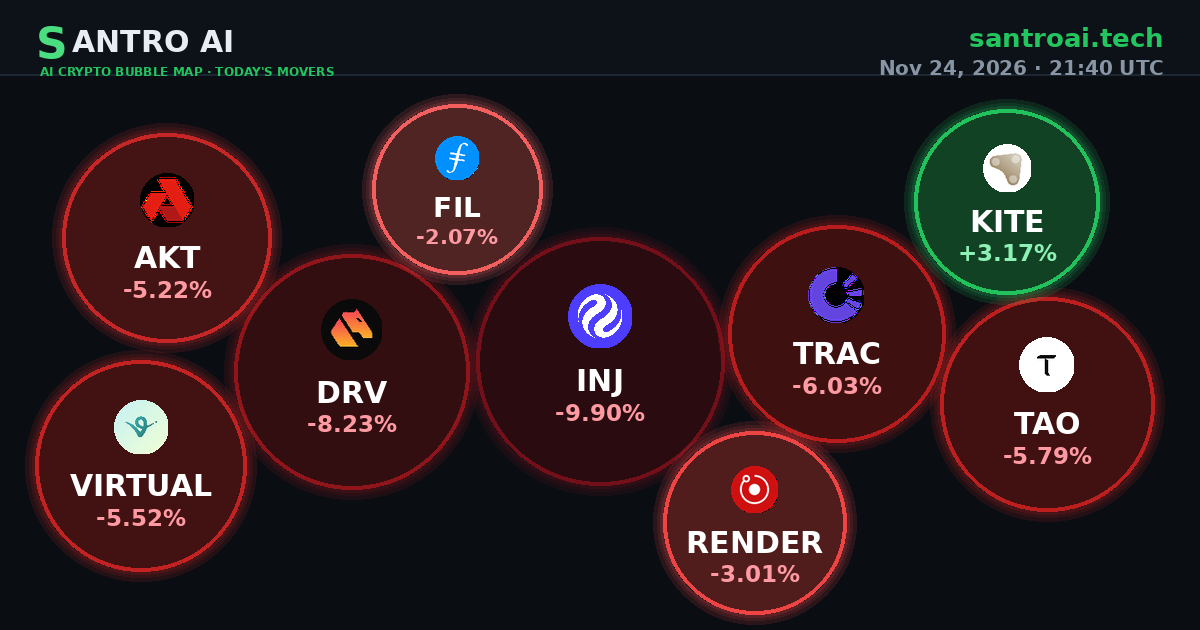 SANTRO AI
AI CRYPTO BUBBLE MAP · TODAY'S MOVERS
santroai.tech
Nov 24, 2026 · 21:40 UTC
AKT
-5.22%
FIL
-2.07%
KITE
+3.17%
DRV
-8.23%
INJ
-9.90%
TRAC
-6.03%
TAO
-5.79%
VIRTUAL
-5.52%
RENDER
-3.01%